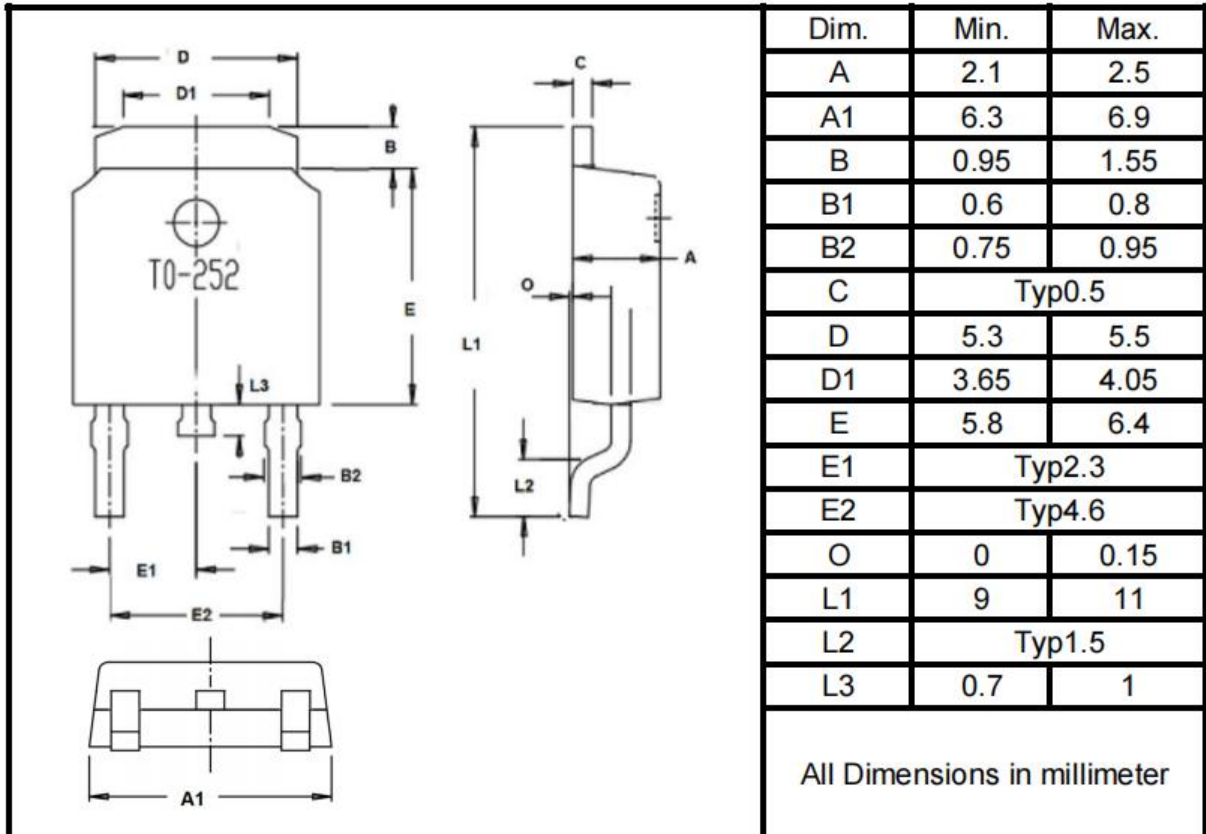 D
D1
B
TO-252
E
L3
B2
B1
E1
E2
A1
C
A
O
L1
L2
Dim. Min. Max.
A 2.1 2.5
A1 6.3 6.9
B 0.95 1.55
B1 0.6 0.8
B2 0.75 0.95
C Typ0.5
D 5.3 5.5
D1 3.65 4.05
E 5.8 6.4
E1 Typ2.3
E2 Typ4.6
O 0 0.15
L1 9 11
L2 Typ1.5
L3 0.7 1
All Dimensions in millimeter